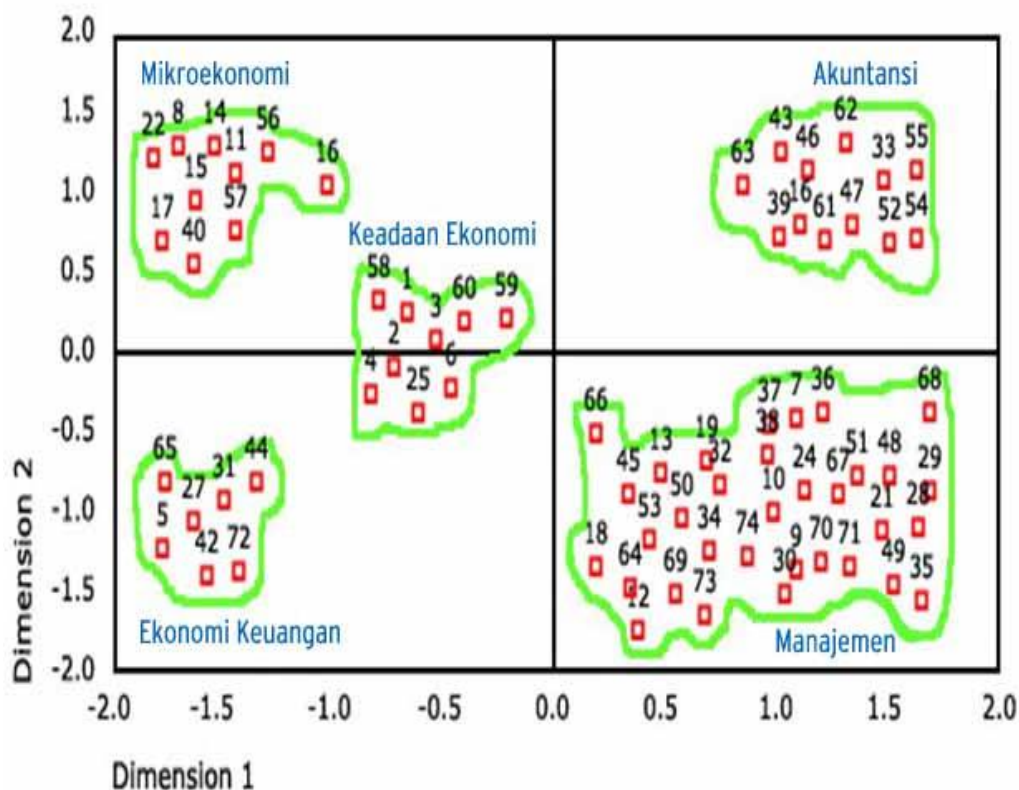 2.0
Mikroekonomi
Akuntansi
1.5
22 8 14 56
43 62
11
46
33 55
16
63
15
1.0
17
57
39 16 61 47
52 54
40
Keadaan Ekonomi
0.5
58 1 60 59
3
2
0.0
4 25 6
37 7 36 68
66
38
-0.5
65 44
31
27
13 19
45 32
24 67 51 48 29
5
42 72
53 50
10
21 28
-1.0
18 34 74
9 70 71
49
64 69 73
30
35
12
-1.5
Ekonomi Keuangan
Manajemen
-2.0
-2.0 -1.5 -1.0 -0.5 0.0 0.5 1.0 1.5 2.0
Dimension 2
Dimension 1